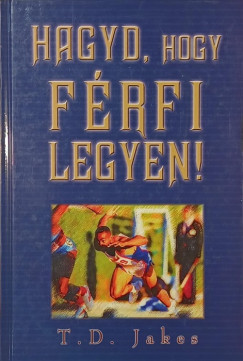 HAGYD, HOGY
FÉRFI
LEGYEN!
T.D. Jakes